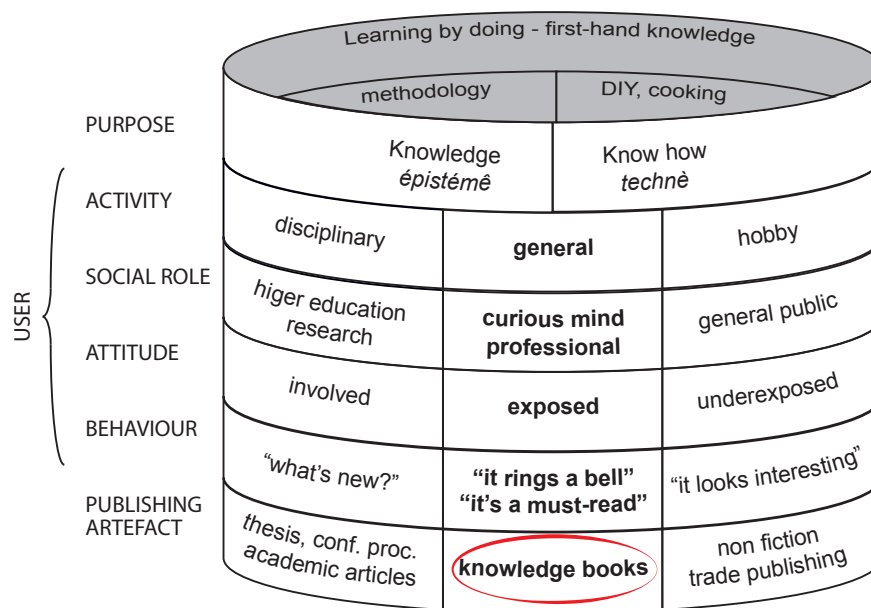 Learning by doing - first-hand knowledge
methodology
DIY, cooking
PURPOSE
Knowledge
épistémê
Know how
technè
USER
ACTIVITY
disciplinary
general
hobby
SOCIAL ROLE
higer education
research
curious mind
professional
general public
ATTITUDE
involved
exposed
underexposed
BEHAVIOUR
“what’s new?”
“it rings a bell”
“it’s a must-read”
“it looks interesting”
PUBLISHING
ARTEFACT
thesis, conf. proc.
academic articles
knowledge books
non fiction
trade publishing